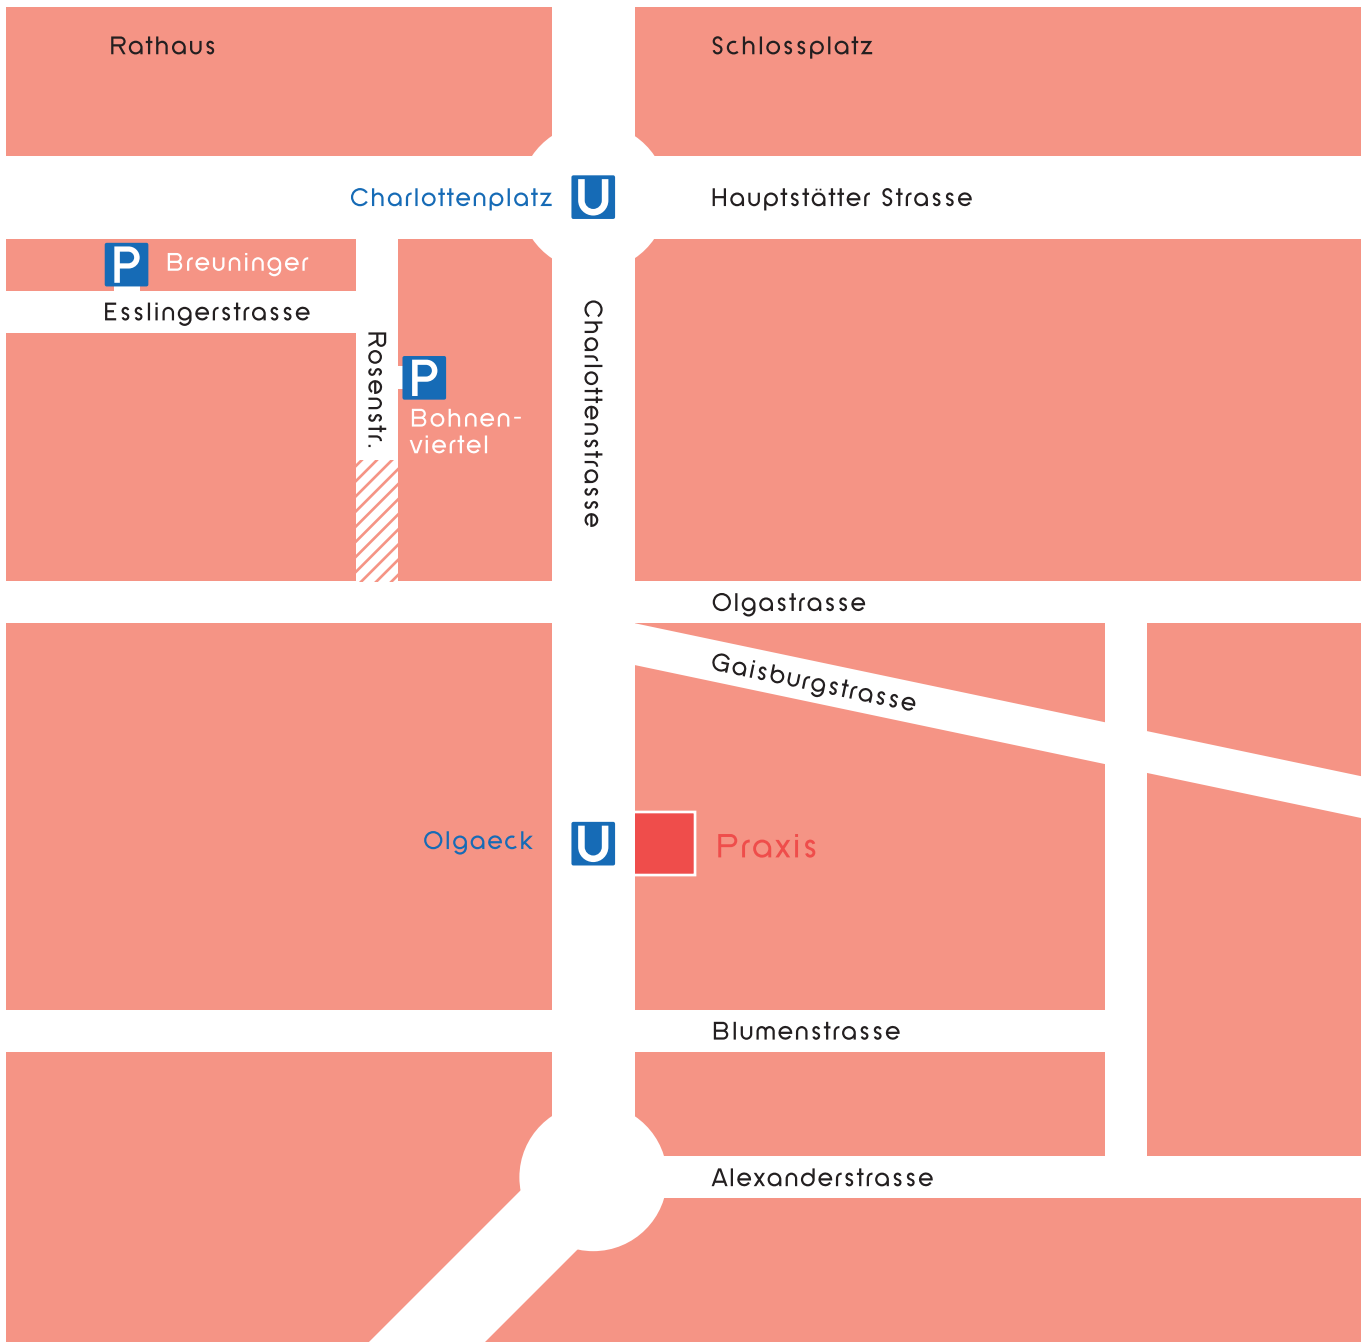 Rathaus
Schlossplatz
Charlottenplatz
U
Hauptstätter Strasse
P
Breuninger
Esslingerstrasse
Rosenstr.
P
Bohnen-
viertel
Charlottenstrasse
Olgastrasse
Gaisburgstrasse
Olgaeck
U
Praxis
Blumenstrasse
Alexanderstrasse